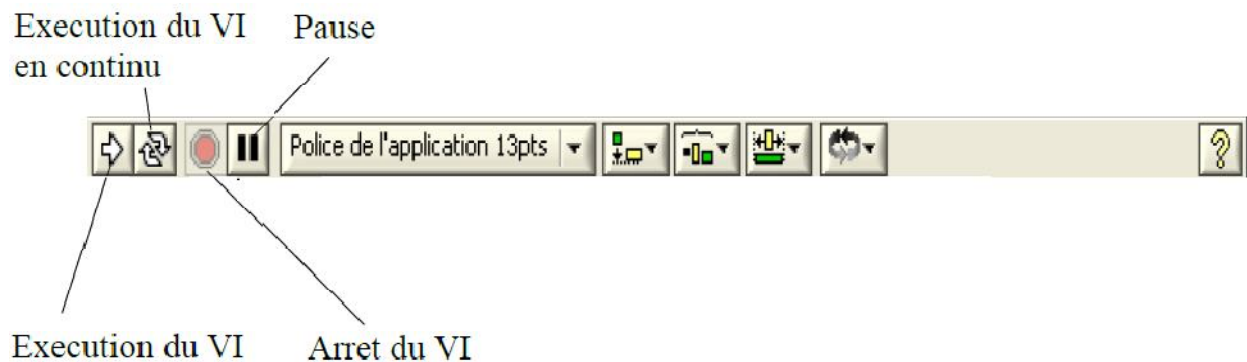 Execution du VI
en continu
Pause
Police de l'application 13pts
?
Execution du VI
Arret du VI